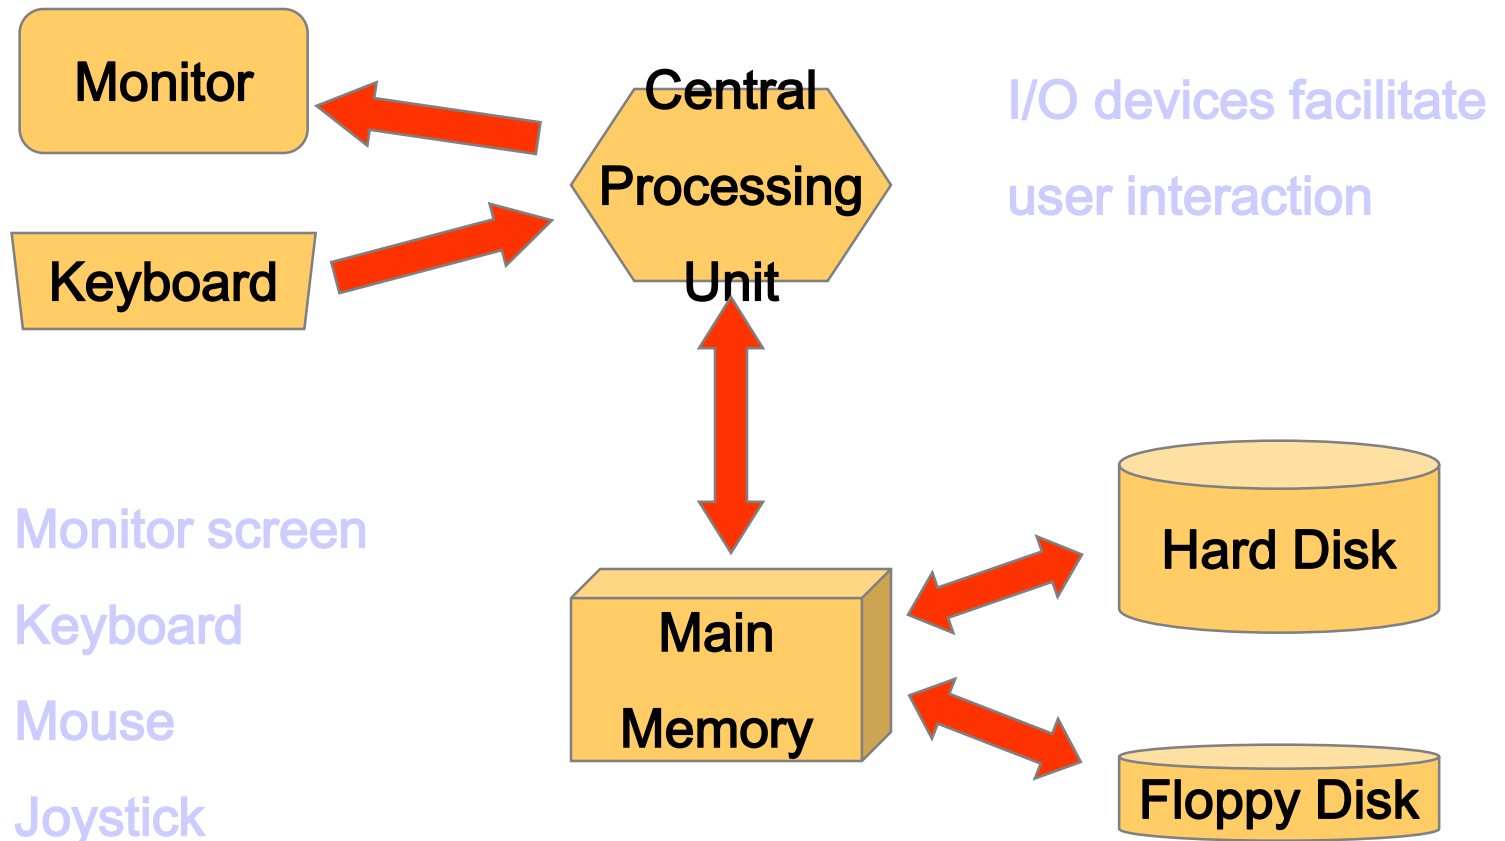 Monitor
Central
Processing
Unit
I/O devices facilitate
user interaction
Keyboard
Monitor screen
Keyboard
Mouse
Joystick
Main
Memory
Hard Disk
Floppy Disk